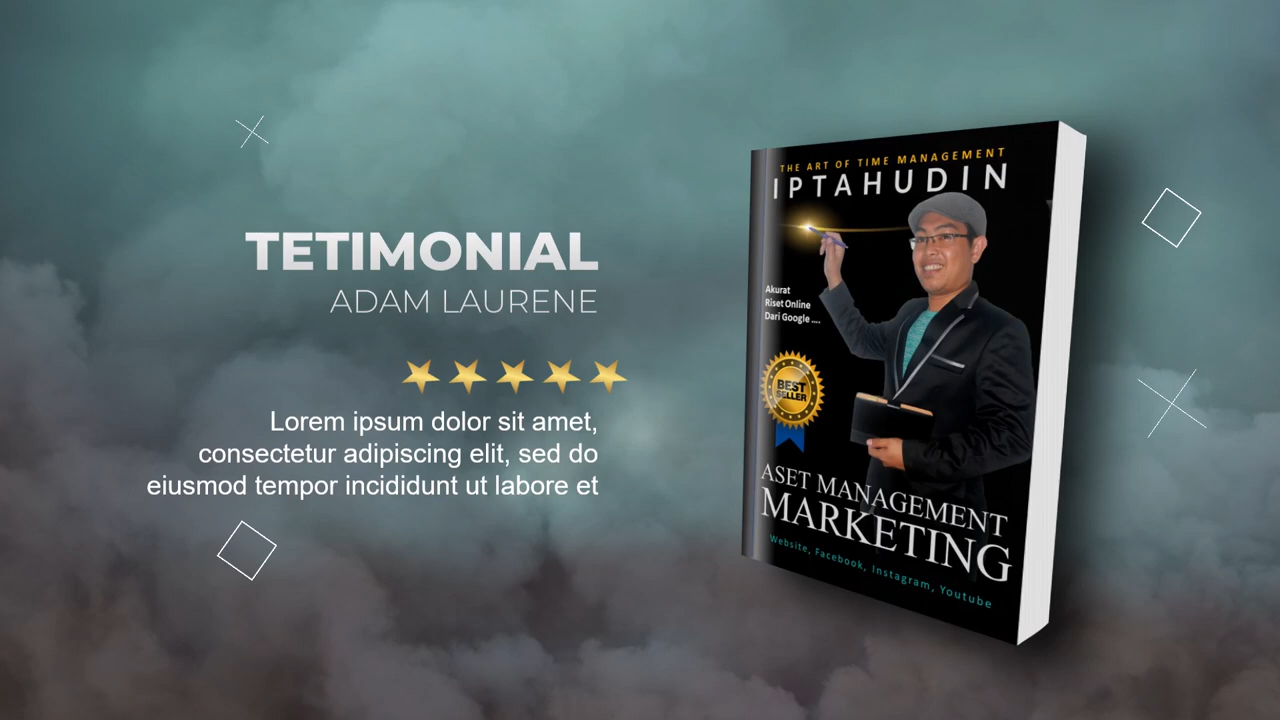 TETIMONIAL
ADAM LAURENE
Lorem ipsum dolor sit amet,
consectetur adipiscing elit, sed do
eiusmod tempor incididunt ut labore et
THE ART OF TIME MANAGEMENT
IPTAHUDIN
Akurat
Riset Online
Dari Google ....
BEST
SELLER
ASET MANAGEMENT
MARKETING
Website, Facebook, Instagram, Youtube